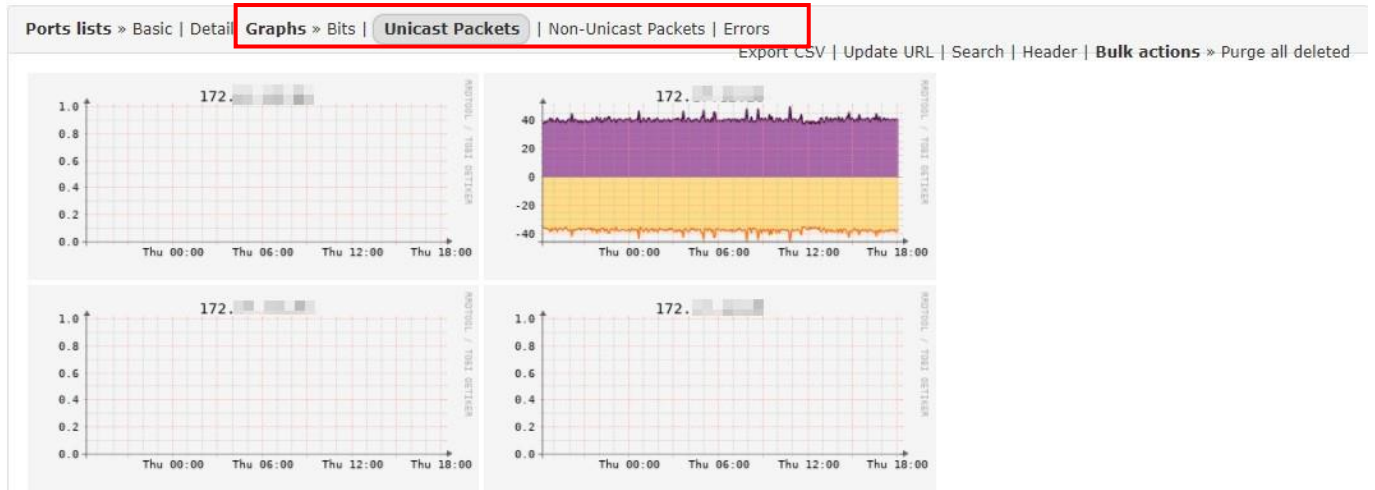 Ports lists » Basic | Detail Graphs » Bits | Unicast Packets | Non-Unicast Packets | Errors
Export CSV | Update URL | Search | Header | Bulk actions » Purge all deleted
172.
1.0
0.8
0.6
0.4
0.2
0.0
Thu 00:00 Thu 06:00 Thu 12:00 Thu 18:00
RRDTOOL / TOBI OETIKER
172.
40
20
0
-20
-40
Thu 00:00 Thu 06:00 Thu 12:00 Thu 18:00
RRDTOOL / TOBI OETIKER
172.
1.0
0.8
0.6
0.4
0.2
0.0
Thu 00:00 Thu 06:00 Thu 12:00 Thu 18:00
RRDTOOL / TOBI OETIKER
172.
1.0
0.8
0.6
0.4
0.2
0.0
Thu 00:00 Thu 06:00 Thu 12:00 Thu 18:00
RRDTOOL / TOBI OETIKER